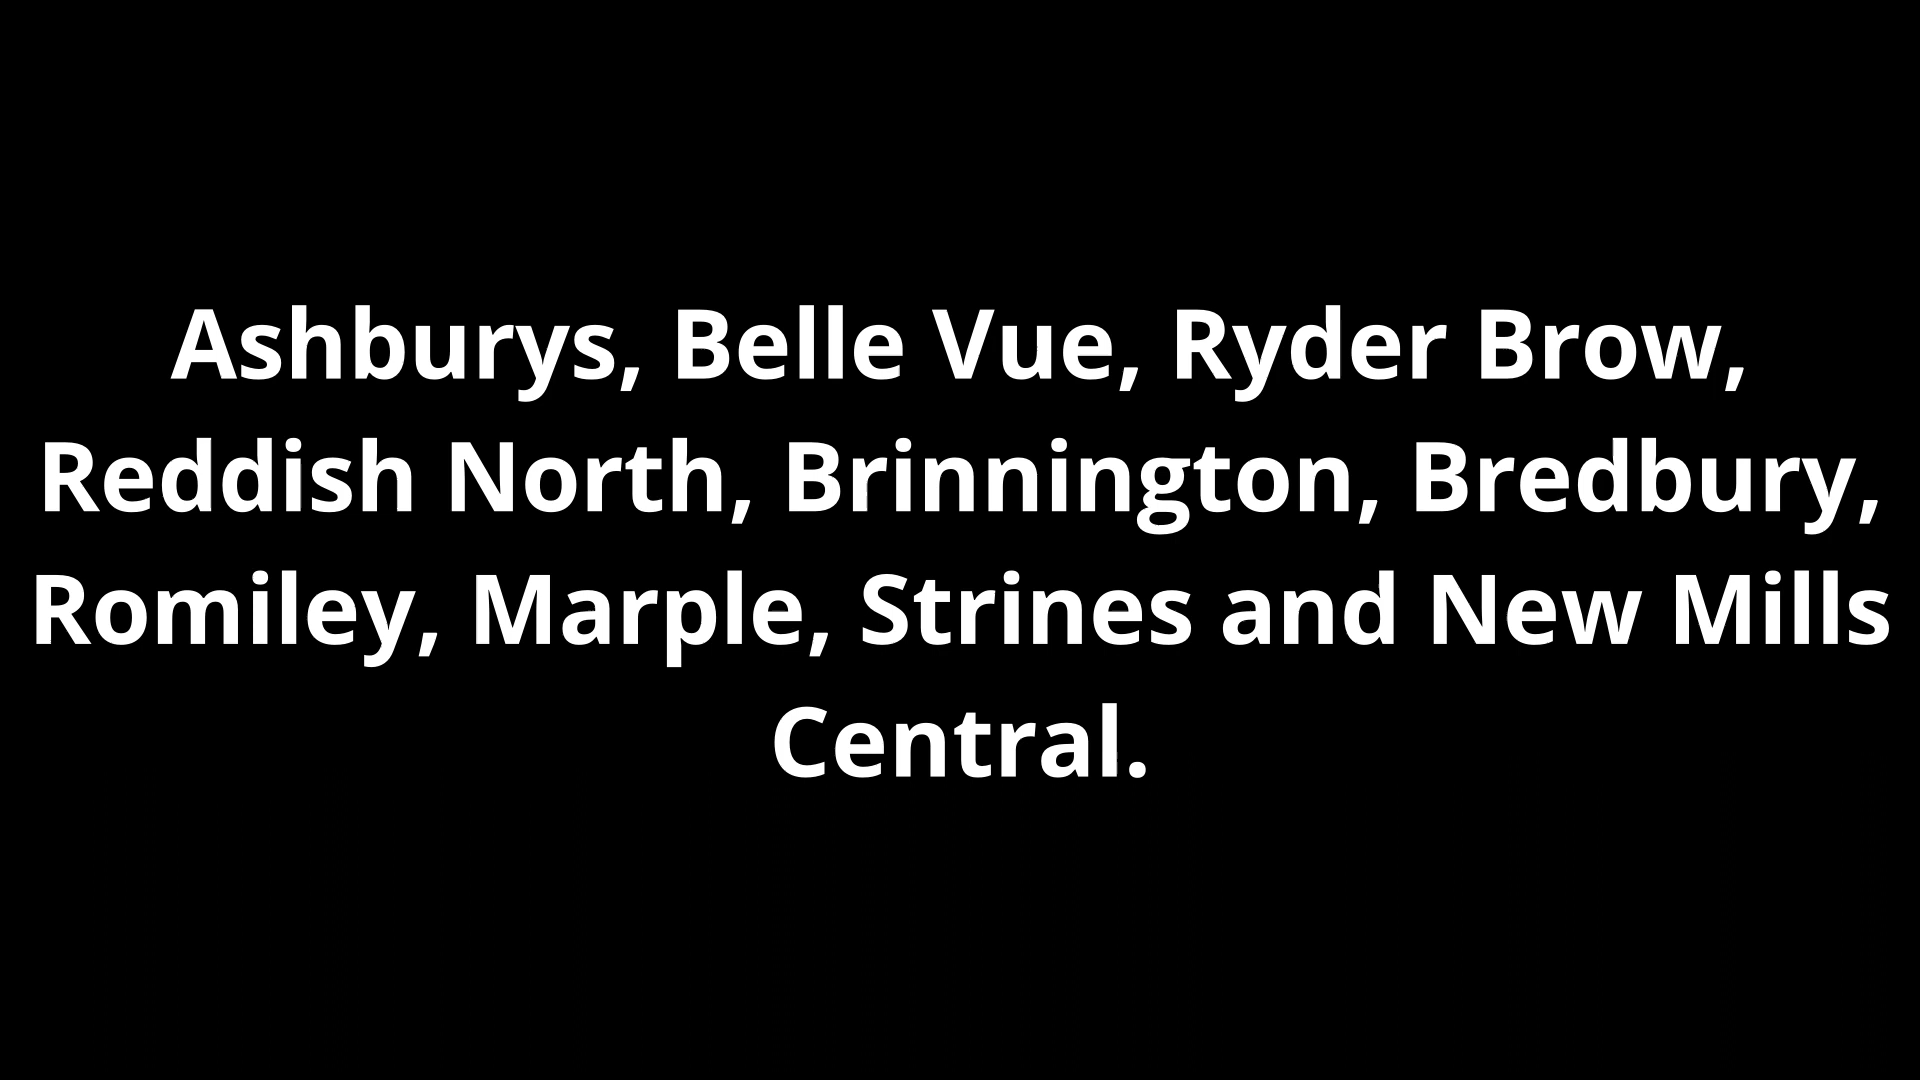 Ashburys, Belle Vue, Ryder Brow,
Reddish North, Brinnington, Bredbury,
Romiley, Marple, Strines and New Mills
Central.